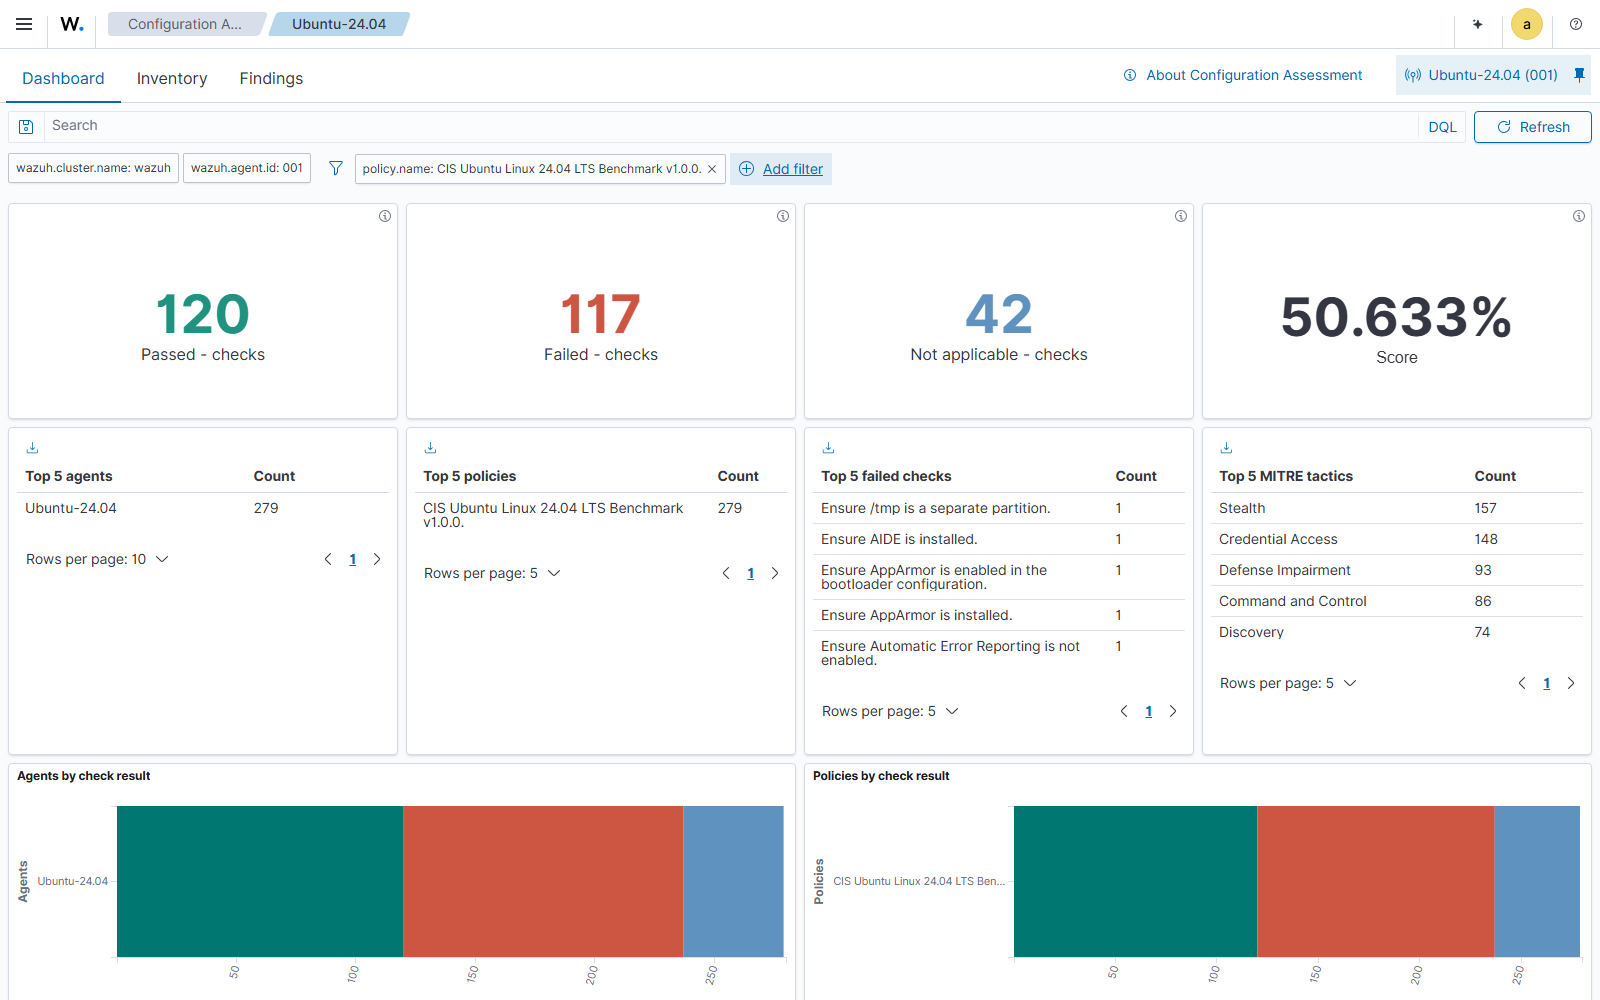 W.
Configuration A...
Ubuntu-24.04
a
Dashboard
Inventory
Findings
About Configuration Assessment
Ubuntu-24.04 (001)
Search
DQL
Refresh
wazuh.cluster.name: wazuh
wazuh.agent.id: 001
policy.name: CIS Ubuntu Linux 24.04 LTS Benchmark v1.0.0.
Add filter
120
Passed - checks
117
Failed - checks
42
Not applicable - checks
50.633%
Score
Top 5 agents Count
Ubuntu-24.04 279
Rows per page: 10
1
Top 5 policies Count
CIS Ubuntu Linux 24.04 LTS Benchmark 279
v1.0.0.
Rows per page: 5
1
Top 5 failed checks Count
Ensure /tmp is a separate partition. 1
Ensure AIDE is installed. 1
Ensure AppArmor is enabled in the 1
bootloader configuration.
Ensure AppArmor is installed. 1
Ensure Automatic Error Reporting is not 1
enabled.
Rows per page: 5
1
Top 5 MITRE tactics Count
Stealth 157
Credential Access 148
Defense Impairment 93
Command and Control 86
Discovery 74
Rows per page: 5
1
Agents by check result
Agents
Ubuntu-24.04
50 100 150 200 250
Policies by check result
Policies
CIS Ubuntu Linux 24.04 LTS Ben...
50 100 150 200 250